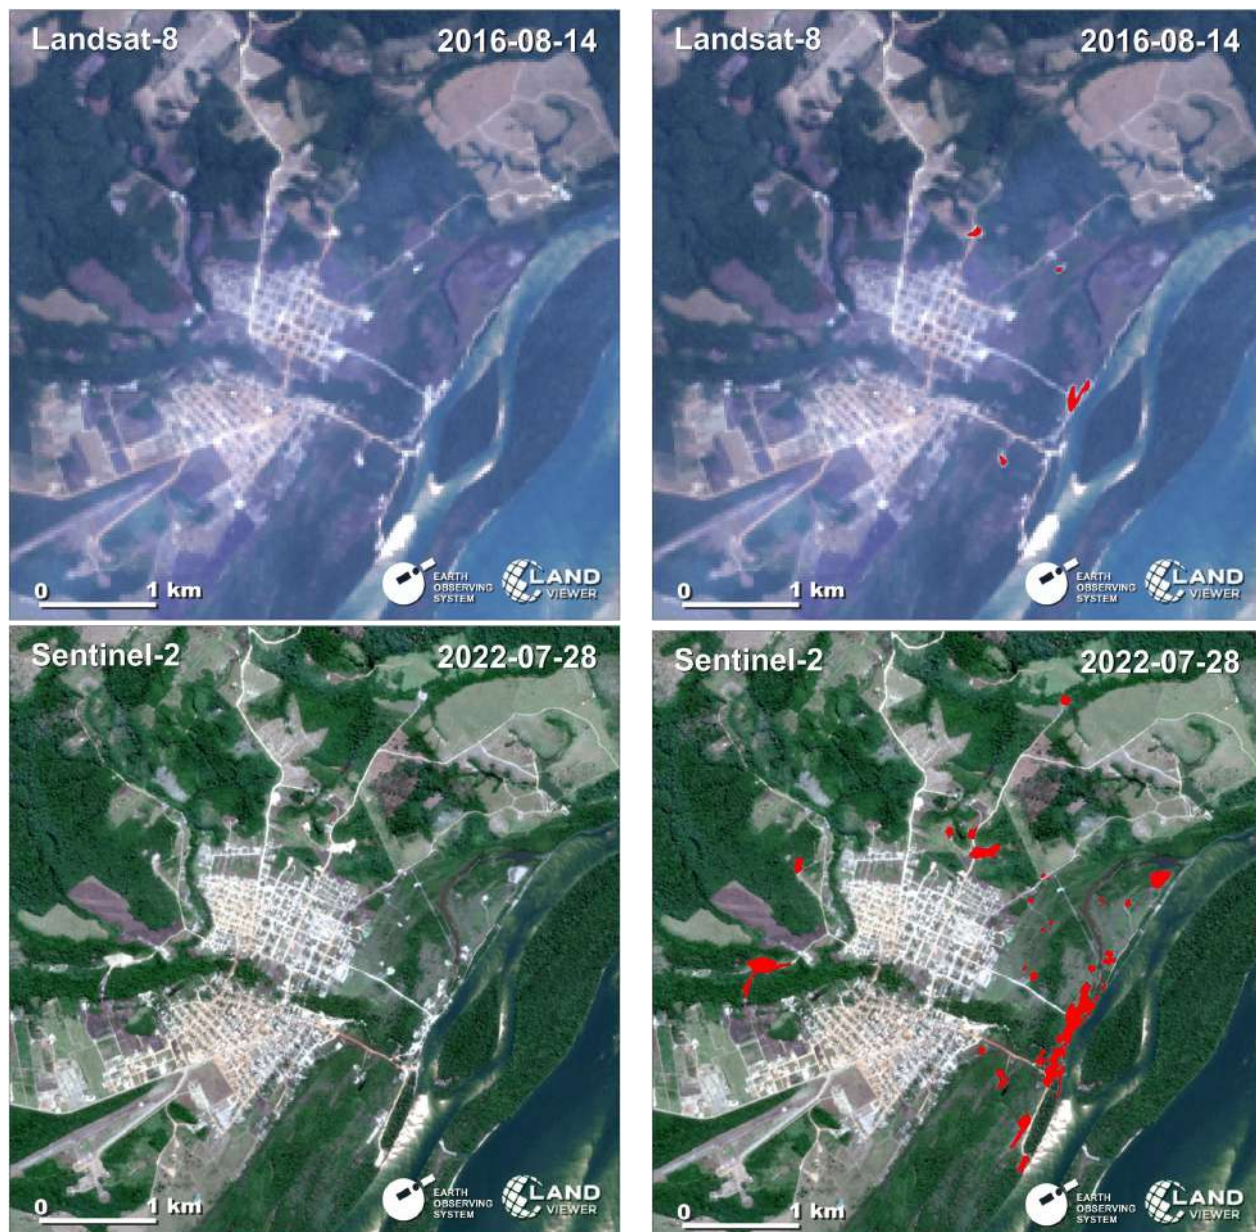 Landsat-8 2016-08-14
0 1 km
EARTH
OBSERVING
SYSTEM
LAND
VIEWER
Landsat-8 2016-08-14
0 1 km
EARTH
OBSERVING
SYSTEM
LAND
VIEWER
Sentinel-2 2022-07-28
0 1 km
EARTH
OBSERVING
SYSTEM
LAND
VIEWER
Sentinel-2 2022-07-28
0 1 km
EARTH
OBSERVING
SYSTEM
LAND
VIEWER